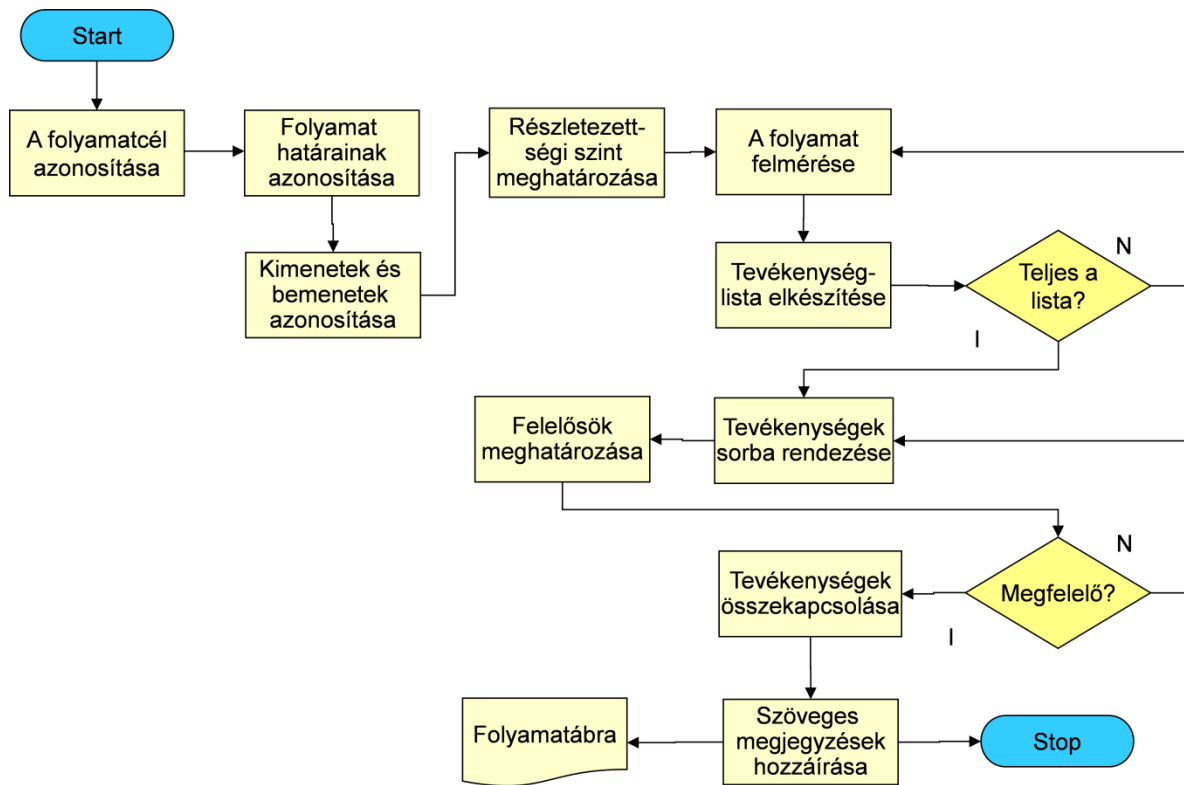 Start
A folyamatcél
azonosítása
Folyamat
határainak
azonosítása
Kimenetek és
bemenetek
azonosítása
Részletezett-
ségi szint
meghatározása
A folyamat
felmérése
Tevékenység-
lista elkészítése
Teljes a
lista?
N
I
Tevékenységek
sorba rendezése
Felelősök
meghatározása
Megfelelő?
N
I
Tevékenységek
összekapcsolása
Szöveges
megjegyzések
hozzáírása
Folyamatábra
Stop